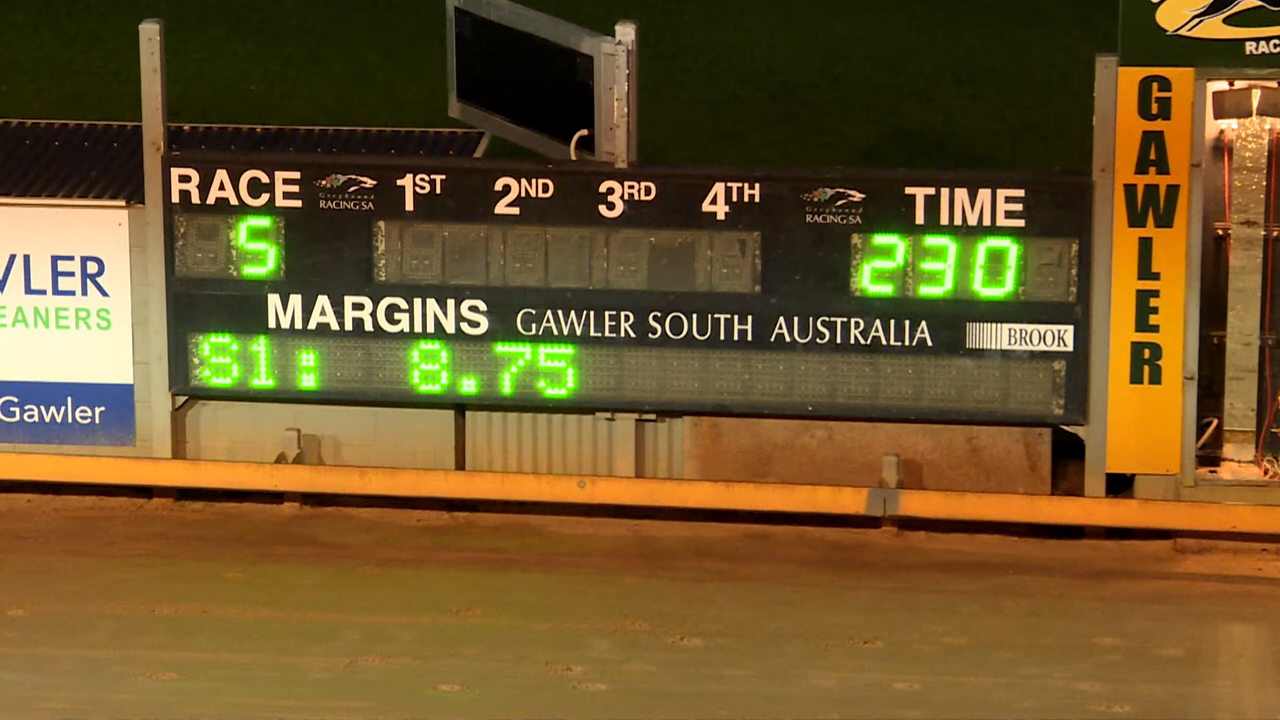 RAC
GAWLER
RACE
Greyhound
RACING SA
1ST 2ND 3RD 4TH
Greyhound
RACING SA
TIME
5
230
MARGINS GAWLER SOUTH AUSTRALIA BROOK
S1: 8.75
VLER
EANERS
Gawler